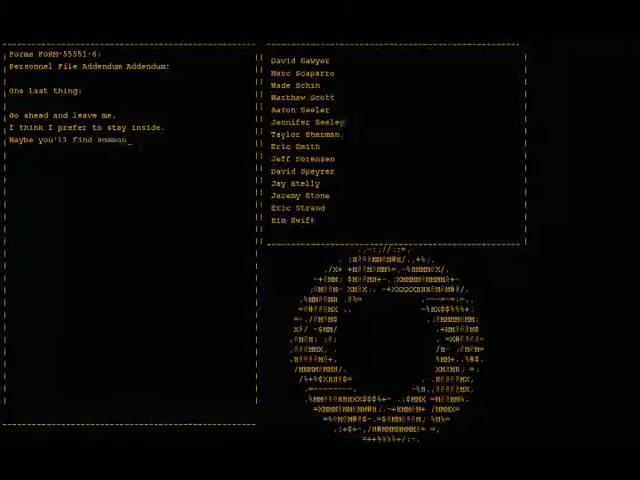 Forms FORM-55551-6:
Personnel File Addendum Addendum:
One last thing:
Go ahead and leave me.
I think I prefer to stay inside.
Maybe you'll find
David Sawyer
Marc Scaparro
Wade Schin
Matthew Scott
Aaron Seeler
Jennifer Seeley
Taylor Sherman
Eric Smith
Jeff Sorensen
David Speyrer
Jay Stelly
Jeremy Stone
Eric Strand
Kim Swift